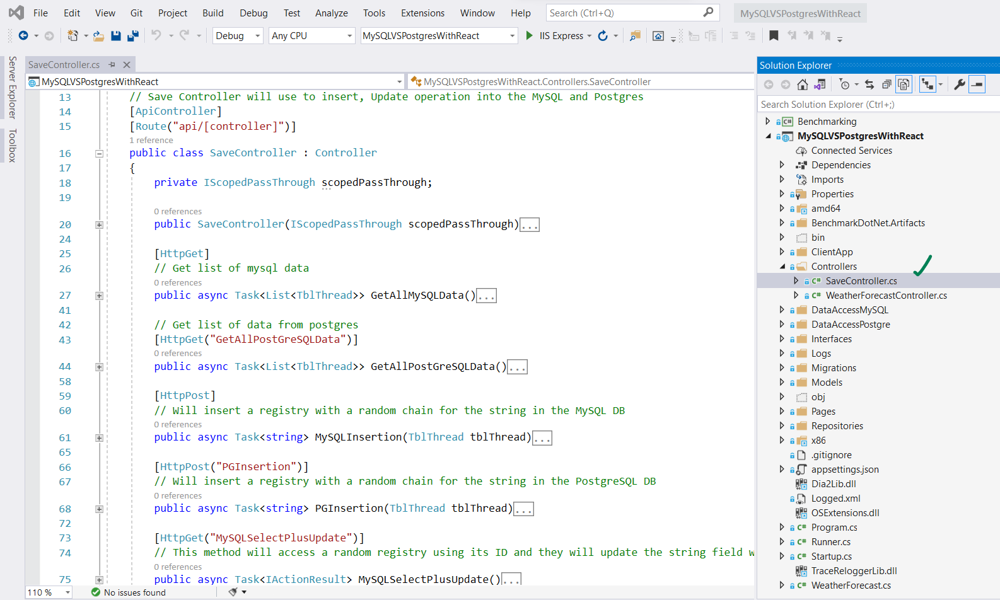 File Edit View Git Project Build Debug Test Analyze Tools Extensions Window Help Search (Ctrl+Q) MySQLVSPostgresWithReact
Debug Any CPU MySQLVSPostgresWithReact IIS Express
Server Explorer
Toolbox
SaveController.cs
MySQLVSPostgresWithReact MySQLVSPostgresWithReact.Controllers.SaveController
13 // Save Controller will use to insert, Update operation into the MySQL and Postgres
14 [ApiController]
15 [Route("api/[controller]")]
1 reference
16 public class SaveController : Controller
17 {
18 private IScopedPassThrough scopedPassThrough;
19
0 references
20 public SaveController(IScopedPassThrough scopedPassThrough)...
24
25 [HttpGet]
26 // Get list of mysql data
0 references
27 public async Task<List<TblThread>> GetAllMySQLData()...
41
42 // Get list of data from postgres
43 [HttpGet("GetAllPostGreSQLData")]
0 references
44 public async Task<List<TblThread>> GetAllPostGreSQLData()...
58
59 [HttpPost]
60 // Will insert a registry with a random chain for the string in the MySQL DB
0 references
61 public async Task<string> MySQLInsertion(TblThread tblThread)...
65
66 [HttpPost("PGInsertion")]
67 // Will insert a registry with a random chain for the string in the PostgreSQL DB
0 references
68 public async Task<string> PGInsertion(TblThread tblThread)...
72
73 [HttpGet("MySQLSelectPlusUpdate")]
74 // This method will access a random registry using its ID and they will update the string field w
0 references
75 public async Task<IActionResult> MySQLSelectPlusUpdate()...
110 % No issues found
Solution Explorer
Search Solution Explorer (Ctrl+;)
C# Benchmarking
MySQLVSPostgresWithReact
Connected Services
Dependencies
Imports
Properties
amd64
BenchmarkDotNet.Artifacts
bin
ClientApp
Controllers
C# SaveController.cs
C# WeatherForecastController.cs
DataAccessMySQL
DataAccessPostgre
Interfaces
Logs
Migrations
Models
obj
Pages
Repositories
x86
.gitignore
appsettings.json
Dia2Lib.dll
Logged.xml
OSExtensions.dll
C# Program.cs
C# Runner.cs
C# Startup.cs
TraceReloggerLib.dll
C# WeatherForecast.cs